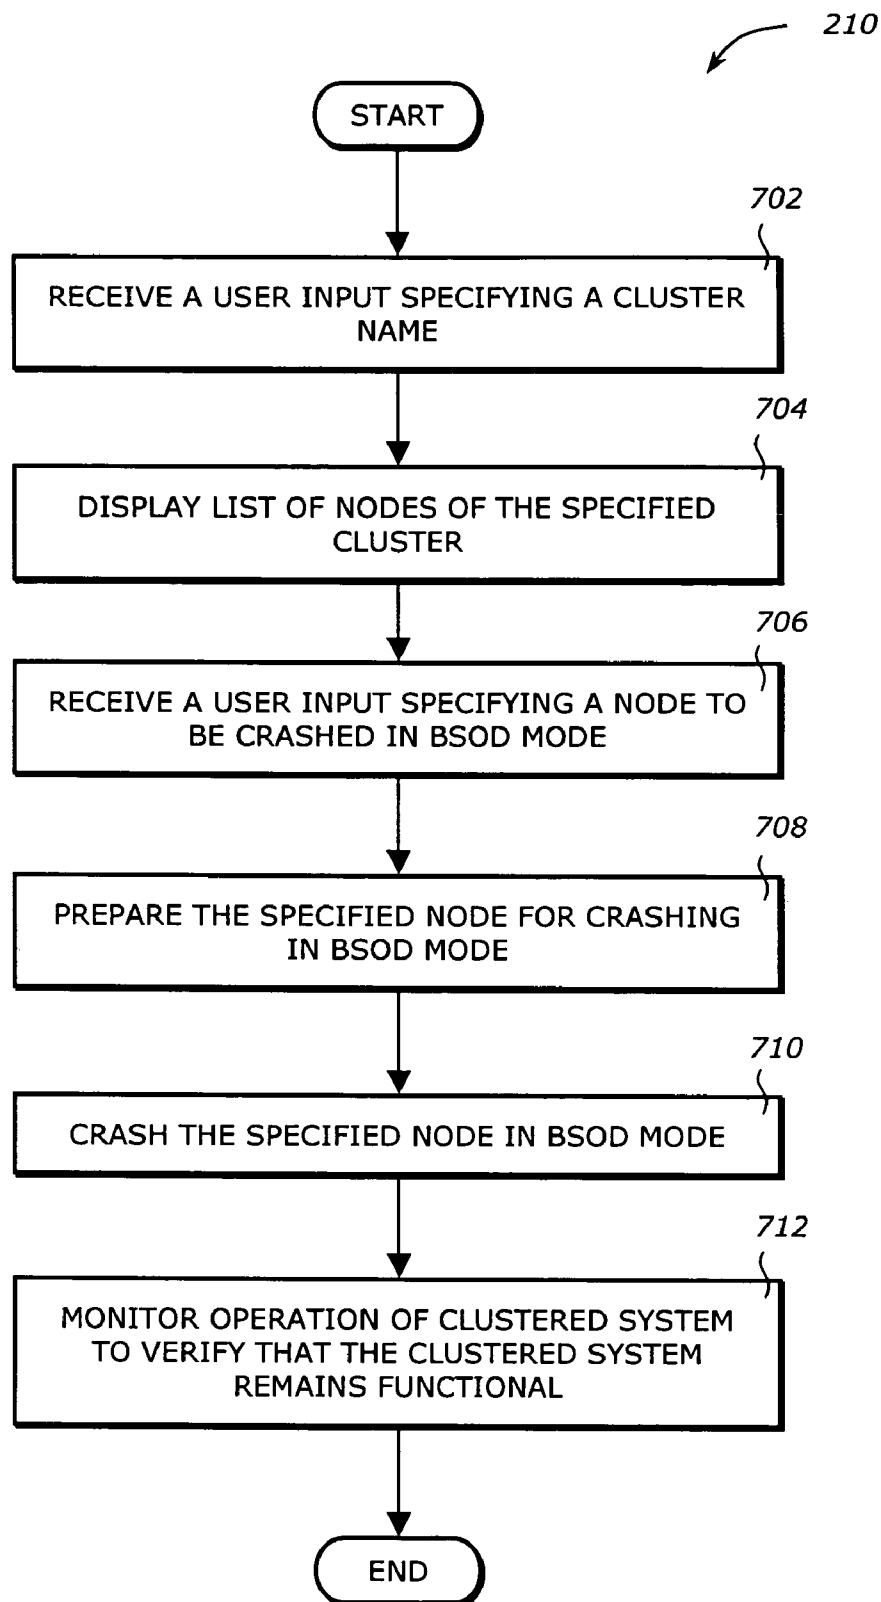 210
START
702
RECEIVE A USER INPUT SPECIFYING A CLUSTER
NAME
704
DISPLAY LIST OF NODES OF THE SPECIFIED
CLUSTER
706
RECEIVE A USER INPUT SPECIFYING A NODE TO
BE CRASHED IN BSOD MODE
708
PREPARE THE SPECIFIED NODE FOR CRASHING
IN BSOD MODE
710
CRASH THE SPECIFIED NODE IN BSOD MODE
712
MONITOR OPERATION OF CLUSTERED SYSTEM
TO VERIFY THAT THE CLUSTERED SYSTEM
REMAINS FUNCTIONAL
END